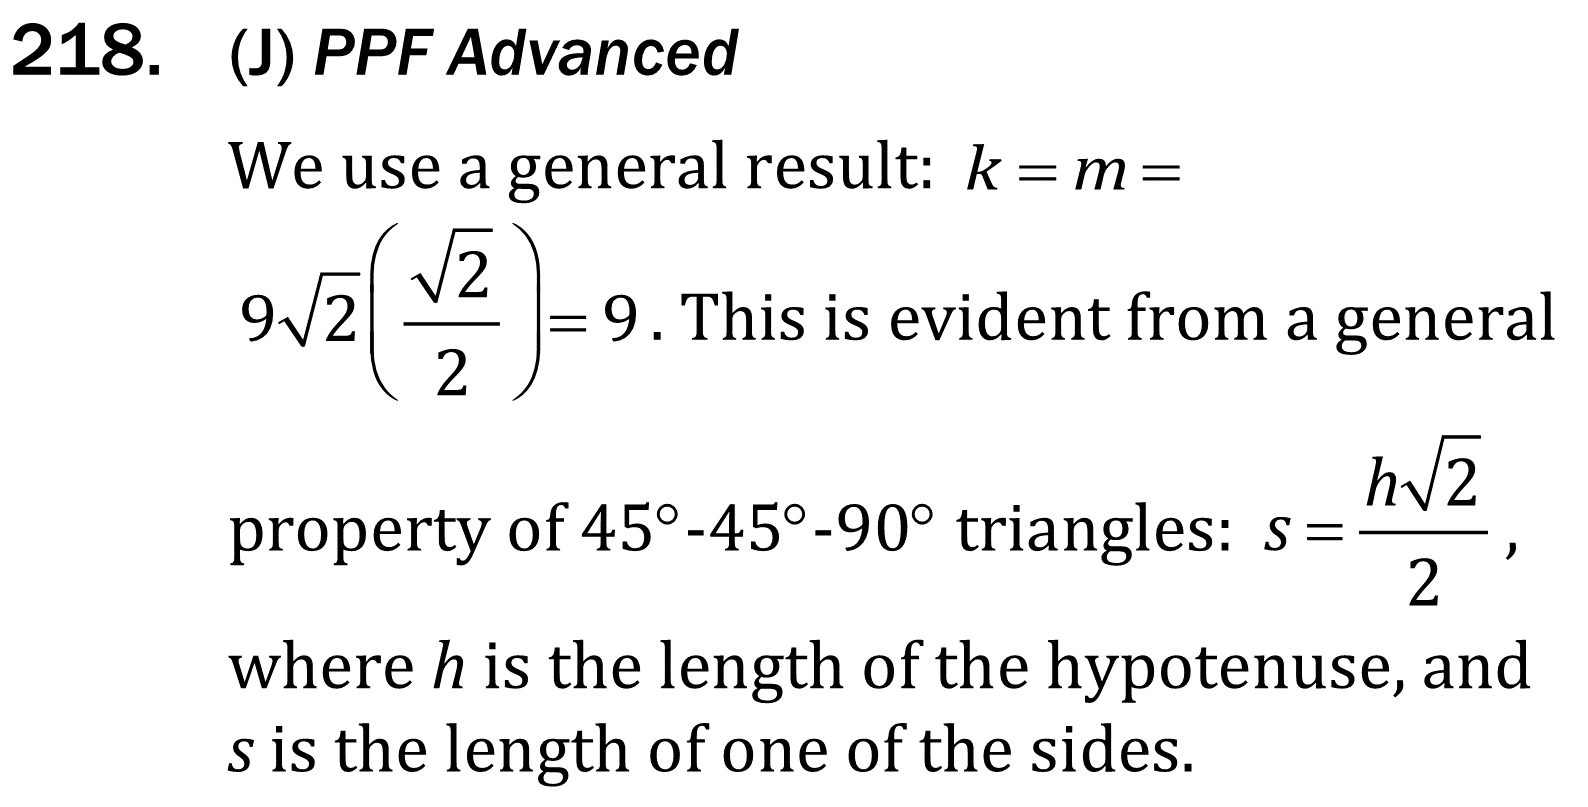 218. (J) PPF Advanced
We use a general result: k = m =
9√2(√2/2) = 9. This is evident from a general
property of 45°-45°-90° triangles: s = h√2/2,
where h is the length of the hypotenuse, and
s is the length of one of the sides.